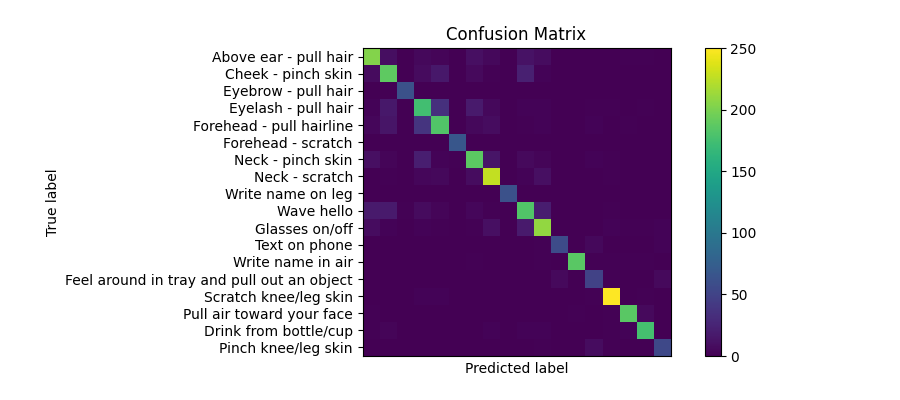 Confusion Matrix
Above ear - pull hair
Cheek - pinch skin
Eyebrow - pull hair
Eyelash - pull hair
Forehead - pull hairline
Forehead - scratch
Neck - pinch skin
Neck - scratch
Write name on leg
Wave hello
Glasses on/off
Text on phone
Write name in air
Feel around in tray and pull out an object
Scratch knee/leg skin
Pull air toward your face
Drink from bottle/cup
Pinch knee/leg skin
True label
Predicted label
250
200
150
100
50
0